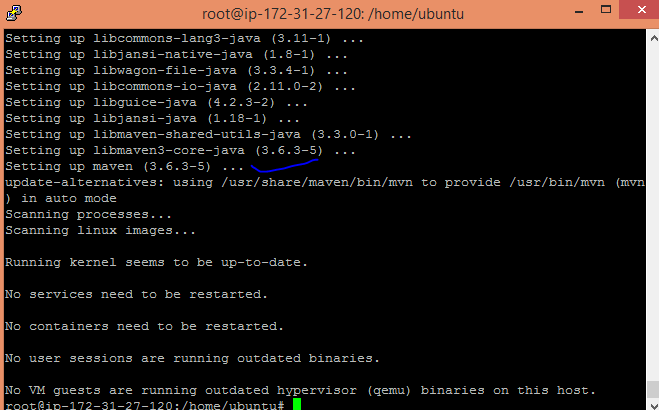 root@ip-172-31-27-120: /home/ubuntu
Setting up libcommons-lang3-java (3.11-1) ...
Setting up libjansi-native-java (1.8-1) ...
Setting up libwagon-file-java (3.3.4-1) ...
Setting up libcommons-io-java (2.11.0-2) ...
Setting up libguice-java (4.2.3-2) ...
Setting up libjansi-java (1.18-1) ...
Setting up libmaven-shared-utils-java (3.3.0-1) ...
Setting up libmaven3-core-java (3.6.3-5) ...
Setting up maven (3.6.3-5) ...
update-alternatives: using /usr/share/maven/bin/mvn to provide /usr/bin/mvn (mvn
) in auto mode
Scanning processes...
Scanning linux images...
Running kernel seems to be up-to-date.
No services need to be restarted.
No containers need to be restarted.
No user sessions are running outdated binaries.
No VM guests are running outdated hypervisor (qemu) binaries on this host.
root@ip-172-31-27-120:/home/ubuntu#